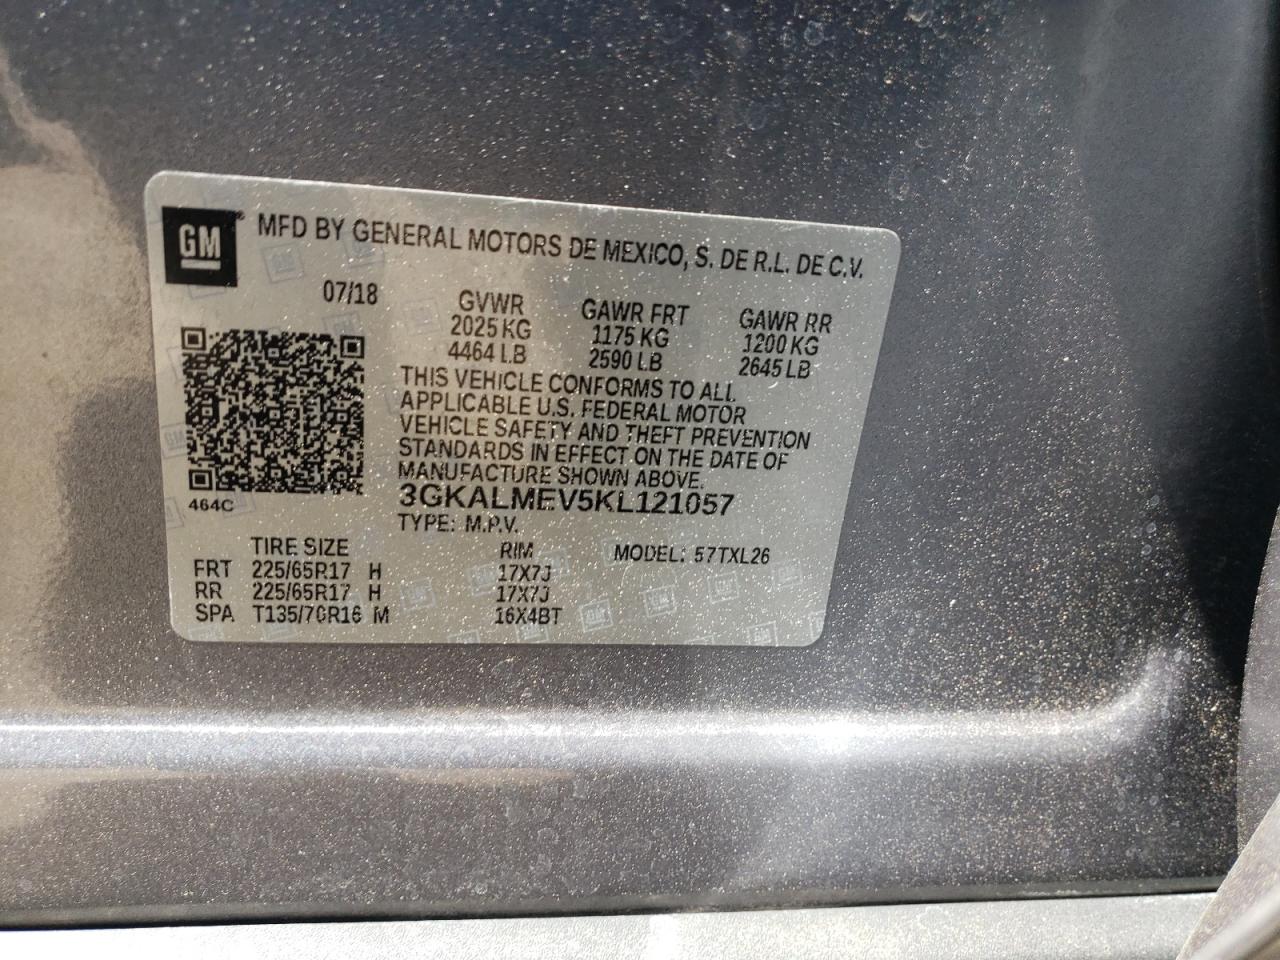 GM ® MFD BY GENERAL MOTORS DE MEXICO, S. DE R.L. DE C.V.
07/18 GVWR GAWR FRT GAWR RR
2025 KG 1175 KG 1200 KG
4464 LB 2590 LB 2645 LB
THIS VEHICLE CONFORMS TO ALL
APPLICABLE U.S. FEDERAL MOTOR
VEHICLE SAFETY AND THEFT PREVENTION
STANDARDS IN EFFECT ON THE DATE OF
MANUFACTURE SHOWN ABOVE.
464C 3GKALMEV5KL121057
TYPE: M.P.V.
TIRE SIZE RIM MODEL: 57TXL26
FRT 225/65R17 H 17X7J
RR 225/65R17 H 17X7J
SPA T135/70R16 M 16X4BT